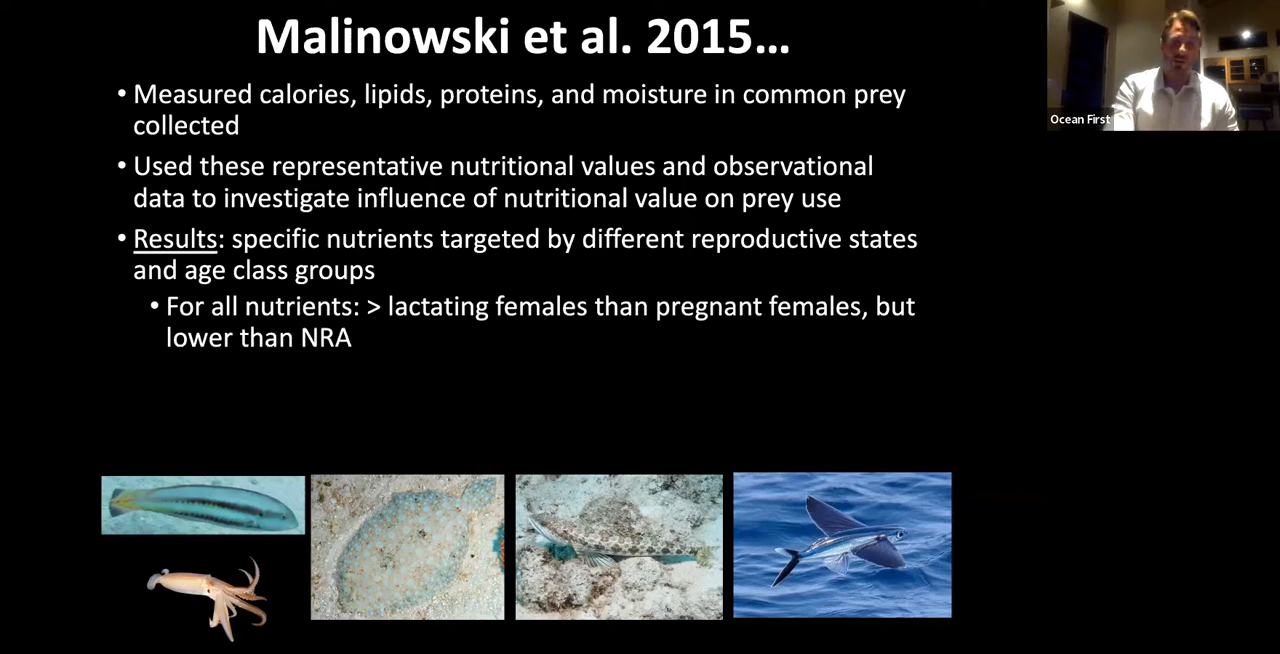 Malinowski et al. 2015...
Ocean First
• Measured calories, lipids, proteins, and moisture in common prey
collected
• Used these representative nutritional values and observational
data to investigate influence of nutritional value on prey use
• Results: specific nutrients targeted by different reproductive states
and age class groups
• For all nutrients: > lactating females than pregnant females, but
lower than NRA